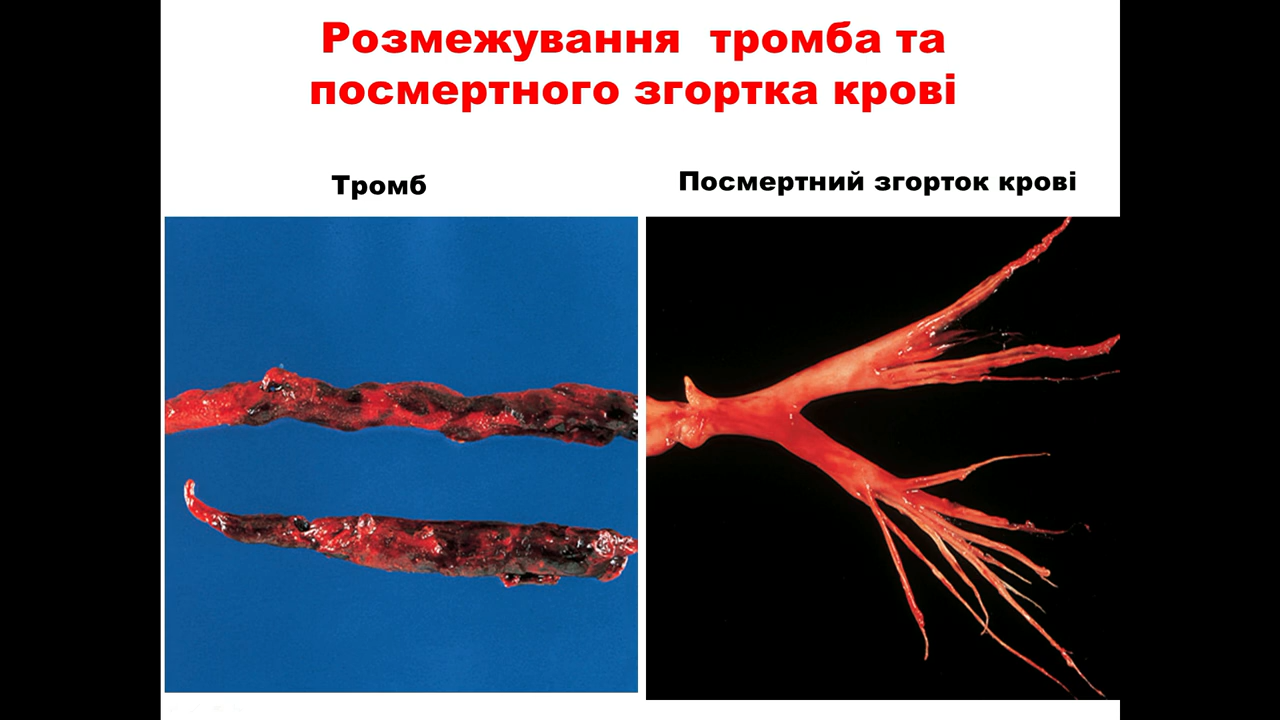 Розмежування тромба та
посмертного згортка крові
Тромб
Посмертний згорток крові